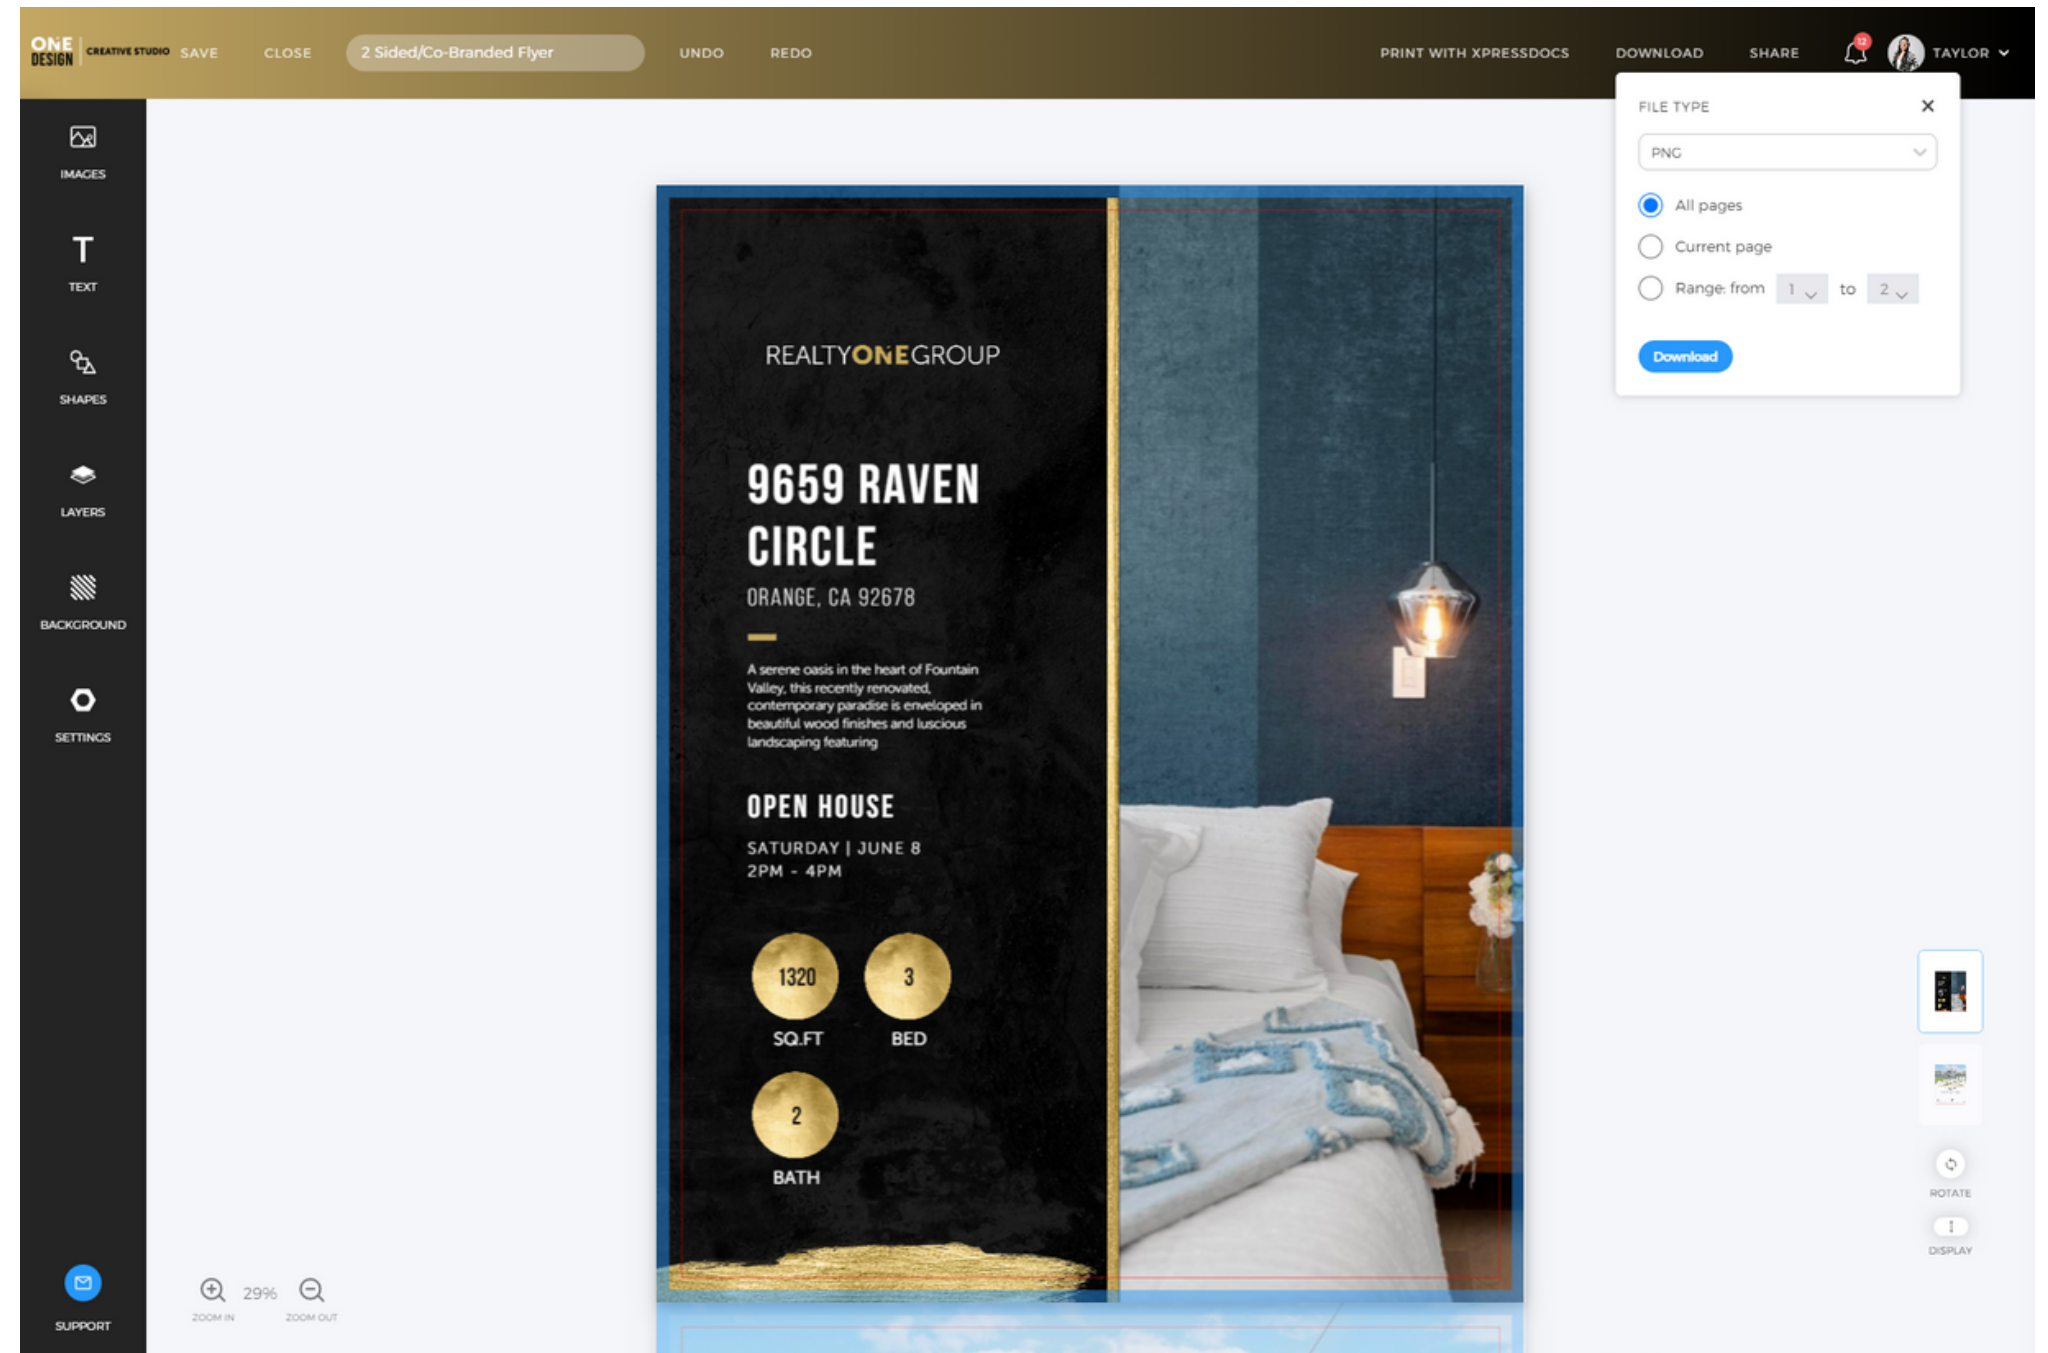 ONE
DESIGN
CREATIVE STUDIO
SAVE
CLOSE
2 Sided/Co-Branded Flyer
UNDO
REDO
PRINT WITH XPRESSDOCS
DOWNLOAD
SHARE
12
TAYLOR
FILE TYPE
PNG
All pages
Current page
Range: from 1 to 2
Download
IMAGES
T
TEXT
SHAPES
LAYERS
BACKGROUND
SETTINGS
SUPPORT
REALTYONEGROUP
9659 RAVEN
CIRCLE
ORANGE, CA 92678
A serene oasis in the heart of Fountain
Valley, this recently renovated,
contemporary paradise is enveloped in
beautiful wood finishes and luscious
landscaping featuring
OPEN HOUSE
SATURDAY | JUNE 8
2PM - 4PM
1320
SQ.FT
3
BED
2
BATH
29%
ZOOM IN
ZOOM OUT
ROTATE
DISPLAY